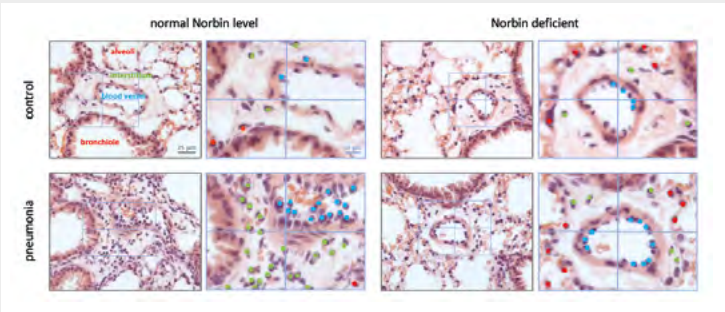 normal Norbin level
Norbin deficient
control
alveoli
interstitium
blood vessel
bronchiole
25 µm
pneumonia